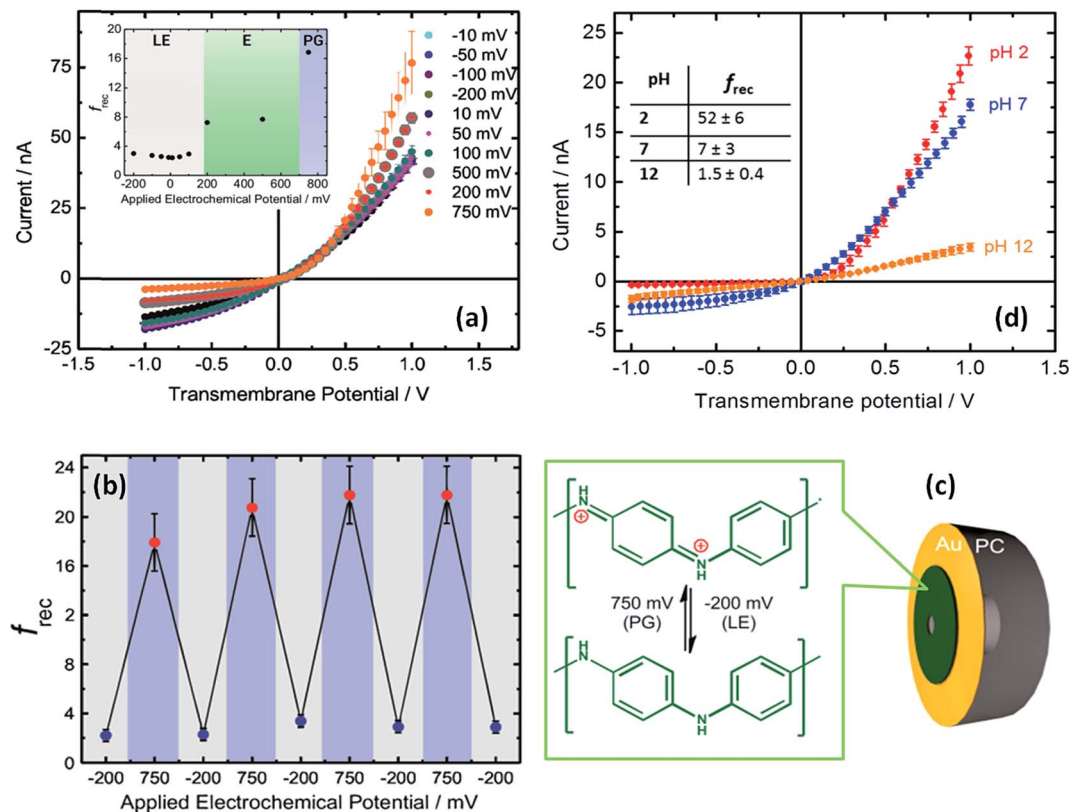 (a)
75
50
25
0
-25
Current / nA
-1.5 -1.0 -0.5 0.0 0.5 1.0 1.5
Transmembrane Potential / V
LE E PG
20
16
12
8
4
0
f_rec
-200 0 200 400 600 800
Applied Electrochemical Potential / mV
-10 mV
-50 mV
-100 mV
-200 mV
10 mV
50 mV
100 mV
500 mV
200 mV
750 mV
(d)
25
20
15
10
5
0
-5
Current / nA
-1.0 -0.5 0.0 0.5 1.0 1.5
Transmembrane potential / V
pH f_rec
2 52 ± 6
7 7 ± 3
12 1.5 ± 0.4
pH 2
pH 7
pH 12
(b)
24
20
16
2
8
4
0
f_rec
-200 750 -200 750 -200 750 -200 750 -200
Applied Electrochemical Potential / mV
(c)
H
N
N
H
750 mV
(PG)
-200 mV
(LE)
H
N
N
H
Au PC